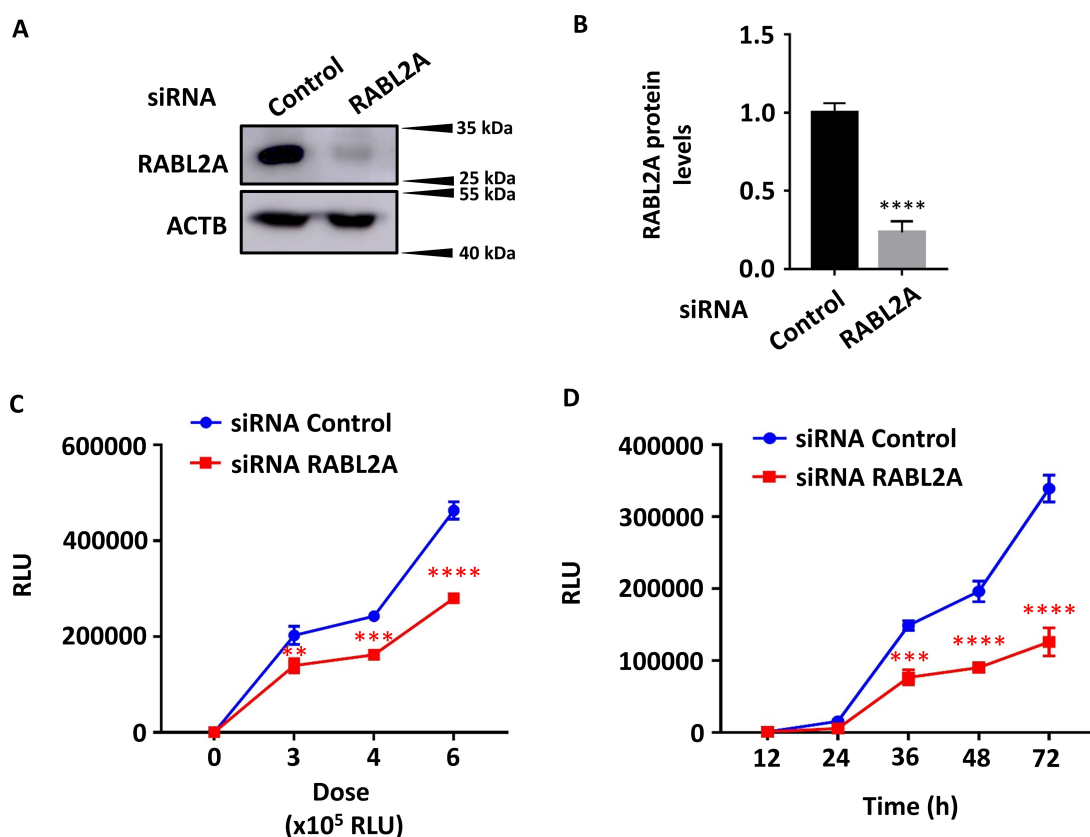 A
siRNA
Control
RABL2A
RABL2A
35 kDa
25 kDa
55 kDa
ACTB
40 kDa
B
RABL2A protein
levels
1.5
1.0
0.5
0.0
****
siRNA
Control
RABL2A
C
siRNA Control
siRNA RABL2A
RLU
600000
400000
200000
0
**
***
****
0 3 4 6
Dose
(x10⁵ RLU)
D
siRNA Control
siRNA RABL2A
RLU
400000
300000
200000
100000
0
***
****
****
12 24 36 48 72
Time (h)